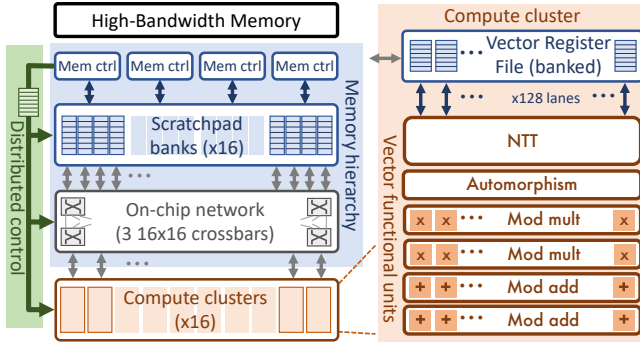 High-Bandwidth Memory
Mem ctrl Mem ctrl Mem ctrl Mem ctrl
Scratchpad
banks (x16)
On-chip network
(3 16x16 crossbars)
Compute clusters
(x16)
Distributed control
Memory hierarchy
Compute cluster
Vector Register
File (banked)
x128 lanes
Vector functional units
NTT
Automorphism
x x ... Mod mult x
x x ... Mod mult x
+ + ... Mod add +
+ + ... Mod add +